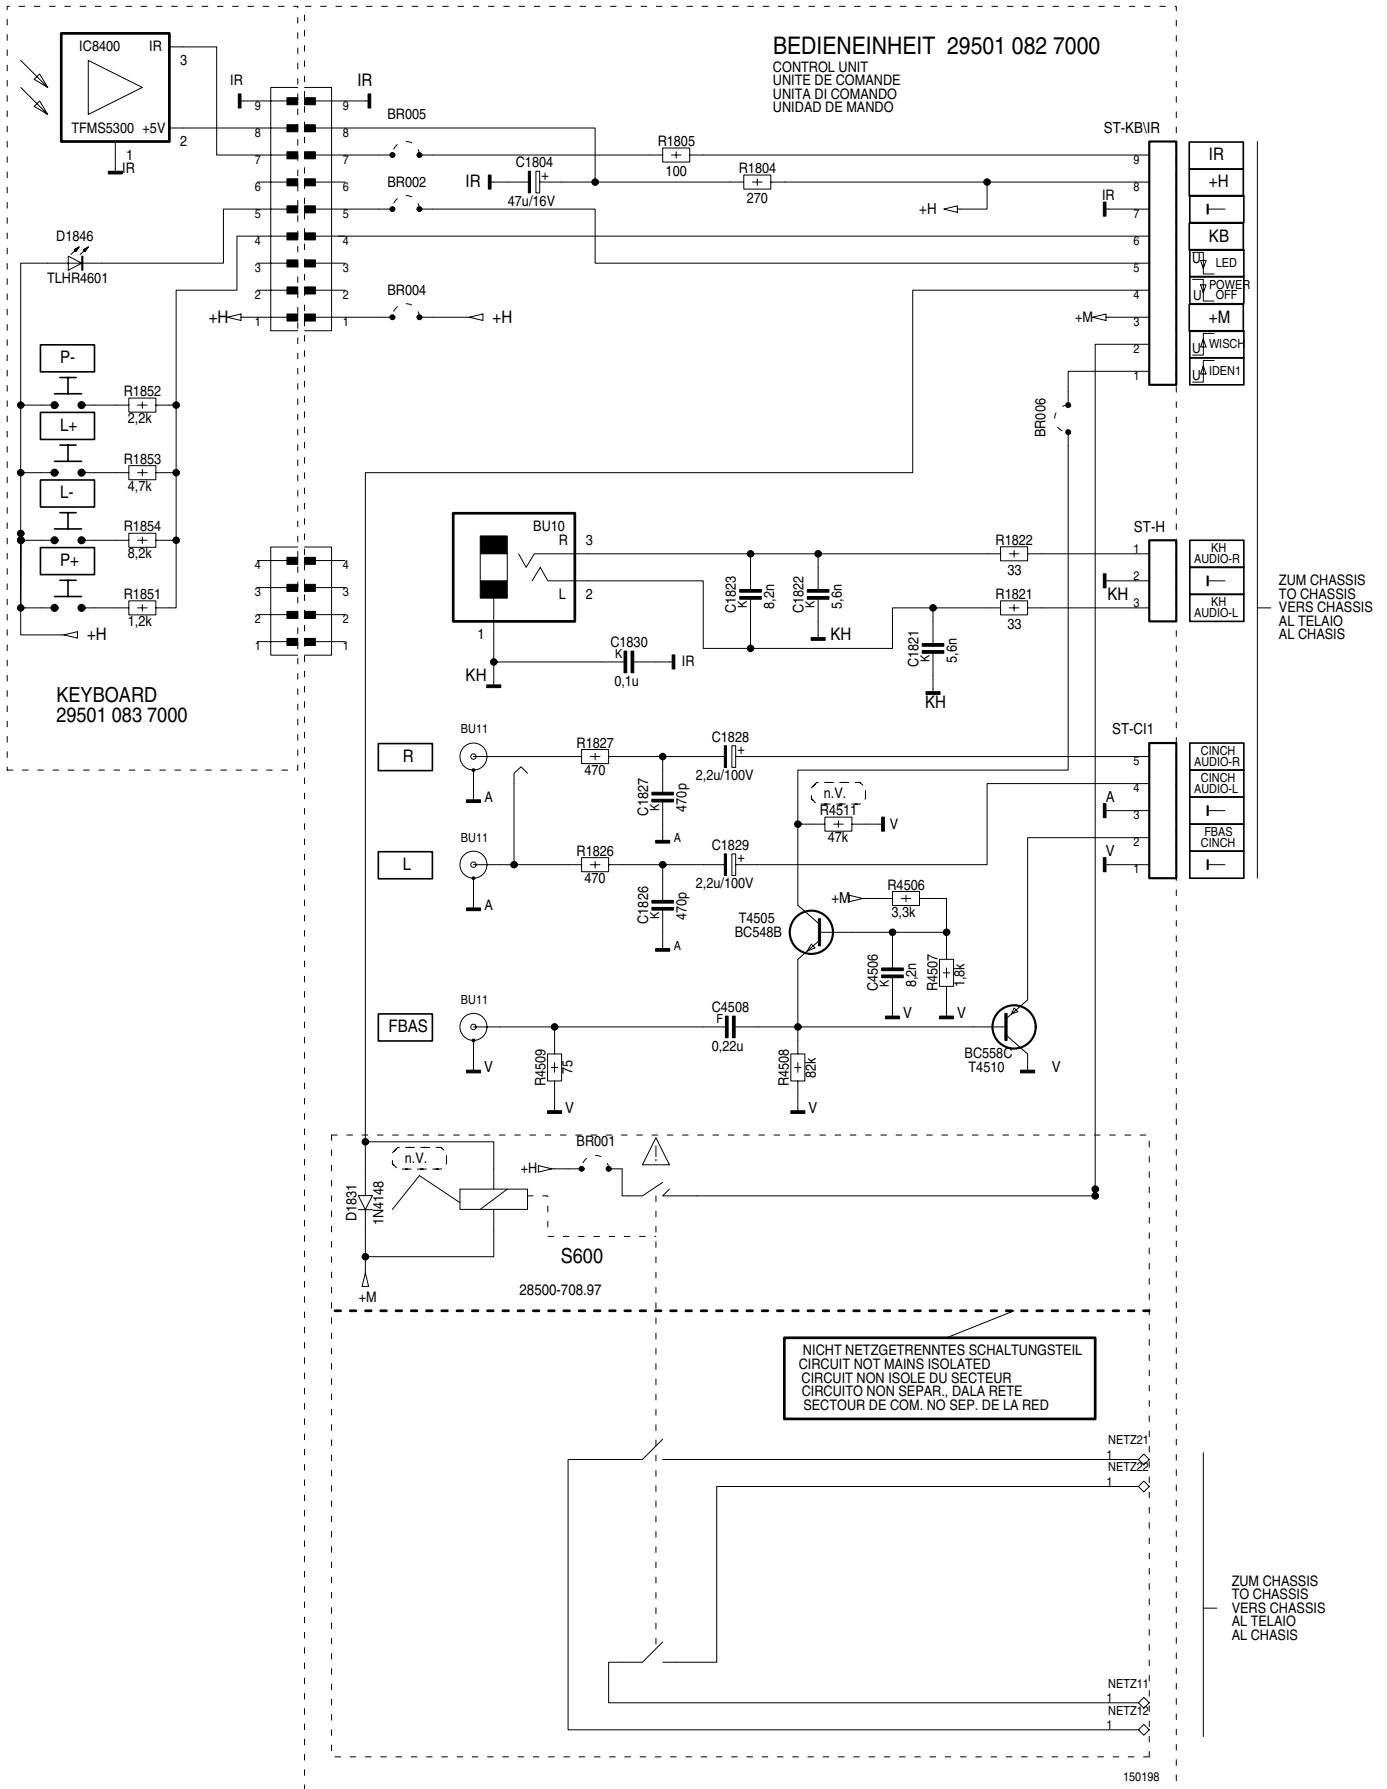 BEDIENEINHEIT 29501 082 7000
CONTROL UNIT
UNITE DE COMANDE
UNITA DI COMANDO
UNIDAD DE MANDO
IC8400 IR
3
TFMS5300 +5V
2
1
IR
IR
IR
9
8
7
6
5
4
3
2
1
9
8
7
6
5
4
3
2
1
BR005
C1804
+
IR
47u/16V
BR002
R1805
100
R1804
270
+H
ST-KB\IR
9
8
IR
7
6
5
4
+M
3
2
1
IR
+H
KB
U LED
U POWER
OFF
+M
U WISCH
U IDEN1
D1846
TLHR4601
+H
BR004
+H
P-
R1852
2,2k
L+
R1853
4,7k
L-
R1854
8,2k
P+
R1851
1,2k
+H
4
3
2
1
4
3
2
1
KEYBOARD
29501 083 7000
BR006
BU10
R 3
L 2
1
KH
C1830
K
0,1u
IR
C1823
K
8,2n
C1822
K
5,6n
KH
R1822
33
R1821
33
C1821
K
5,6n
KH
ST-H
1
2
KH
3
KH
AUDIO-R
KH
AUDIO-L
ZUM CHASSIS
TO CHASSIS
VERS CHASSIS
AL TELAIO
AL CHASIS
R
BU11
A
R1827
470
C1827
K
470p
A
C1828
+
2,2u/100V
L
BU11
A
R1826
470
C1826
K
470p
A
C1829
+
2,2u/100V
n.V.
R4511
47k
V
ST-CI1
5
4
A
3
2
V
1
CINCH
AUDIO-R
CINCH
AUDIO-L
FBAS
CINCH
T4505
BC548B
+M
R4506
3,3k
C4506
K
8,2n
V
R4507
1,8k
V
FBAS
BU11
V
R4509
75
V
C4508
F
0,22u
R4508
82k
V
BC558C
T4510
V
n.V.
D1831
1N4148
+M
+H
BR001
S600
28500-708.97
NICHT NETZGETRENNTES SCHALTUNGSTEIL
CIRCUIT NOT MAINS ISOLATED
CIRCUIT NON ISOLE DU SECTEUR
CIRCUITO NON SEPAR., DALA RETE
SECTOUR DE COM. NO SEP. DE LA RED
NETZ21
1
NETZ22
1
NETZ11
1
NETZ12
1
ZUM CHASSIS
TO CHASSIS
VERS CHASSIS
AL TELAIO
AL CHASIS
150198